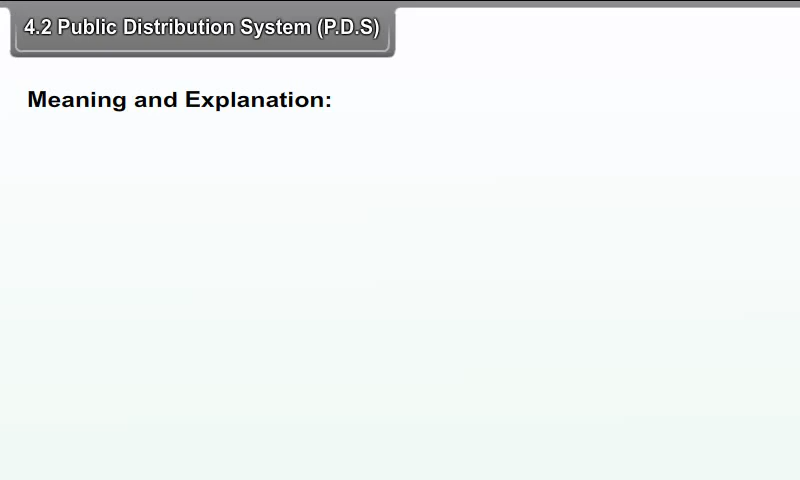 4.2 Public Distribution System (P.D.S)
Meaning and Explanation: